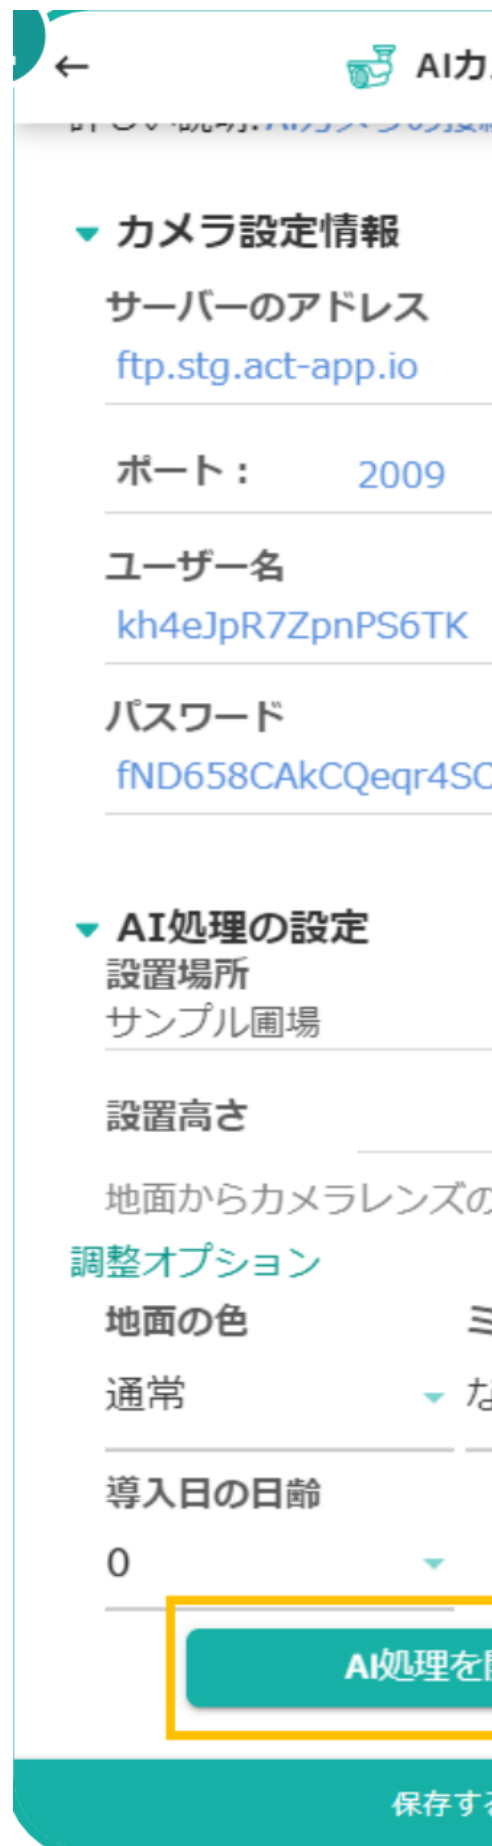 ← AIカ
カメラ設定情報
サーバーのアドレス
ftp.stg.act-app.io
ポート： 2009
ユーザー名
kh4eJpR7ZpnPS6TK
パスワード
fND658CAkCQeqr4SC
AI処理の設定
設置場所
サンプル圃場
設置高さ
地面からカメラレンズの
調整オプション
地面の色 ミ
通常 な
導入日の日齢
0
AI処理を
保存する